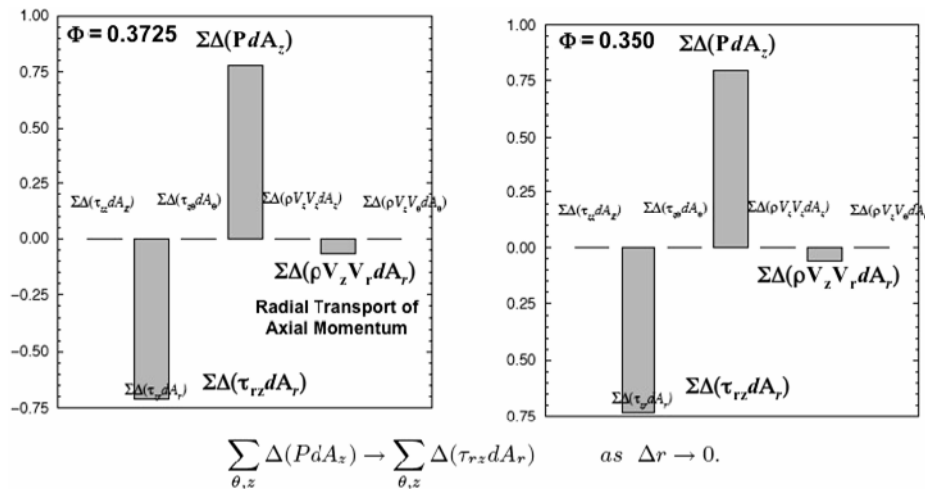 1.00
Φ = 0.3725
ΣΔ(PdA_z)
0.75
0.50
0.25
ΣΔ(τ_zz dA_z)
ΣΔ(τ_zθ dA_θ)
ΣΔ(ρV_z V_z dA_z)
ΣΔ(ρV_z V_θ dA_θ)
0.00
ΣΔ(ρV_z V_r dA_r)
−0.25
Radial Transport of
Axial Momentum
−0.50
ΣΔ(τ_zr dA_r)
ΣΔ(τ_rz dA_r)
−0.75
1.00
Φ = 0.350
ΣΔ(PdA_z)
0.75
0.50
0.25
ΣΔ(τ_zz dA_z)
ΣΔ(τ_zθ dA_θ)
ΣΔ(ρV_z V_z dA_z)
ΣΔ(ρV_z V_θ dA
0.00
ΣΔ(ρV_z V_r dA_r)
0.25
0.50
ΣΔ(τ_zr dA_r)
ΣΔ(τ_rz dA_r)
0.75
∑_{θ,z} Δ(PdA_z) → ∑_{θ,z} Δ(τ_rz dA_r) as Δr → 0.